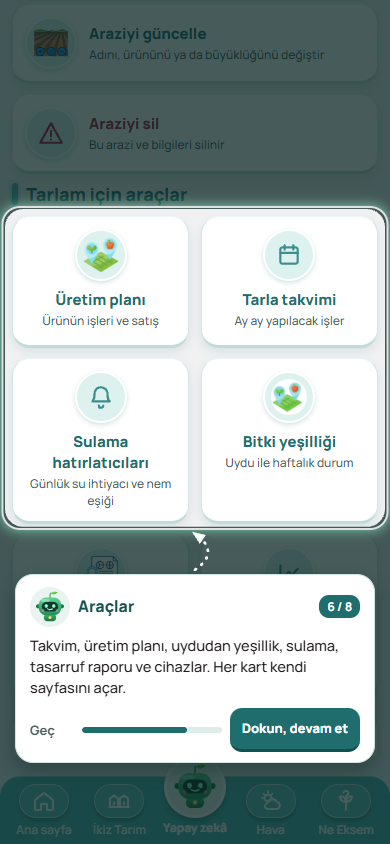 Araziyi güncelle
Adını, ürününü ya da büyüklüğünü değiştir
Araziyi sil
Bu arazi ve bilgileri silinir
Tarlam için araçlar
Üretim planı
Ürünün işleri ve satış
Tarla takvimi
Ay ay yapılacak işler
Sulama
hatırlatıcıları
Günlük su ihtiyacı ve nem
eşiği
Bitki yeşilliği
Uydu ile haftalık durum
Araçlar
6 / 8
Takvim, üretim planı, uydudan yeşillik, sulama,
tasarruf raporu ve cihazlar. Her kart kendi
sayfasını açar.
Geç
Dokun, devam et
Ana sayfa
İkiz Tarım
Yapay zekâ
Hava
Ne Eksem